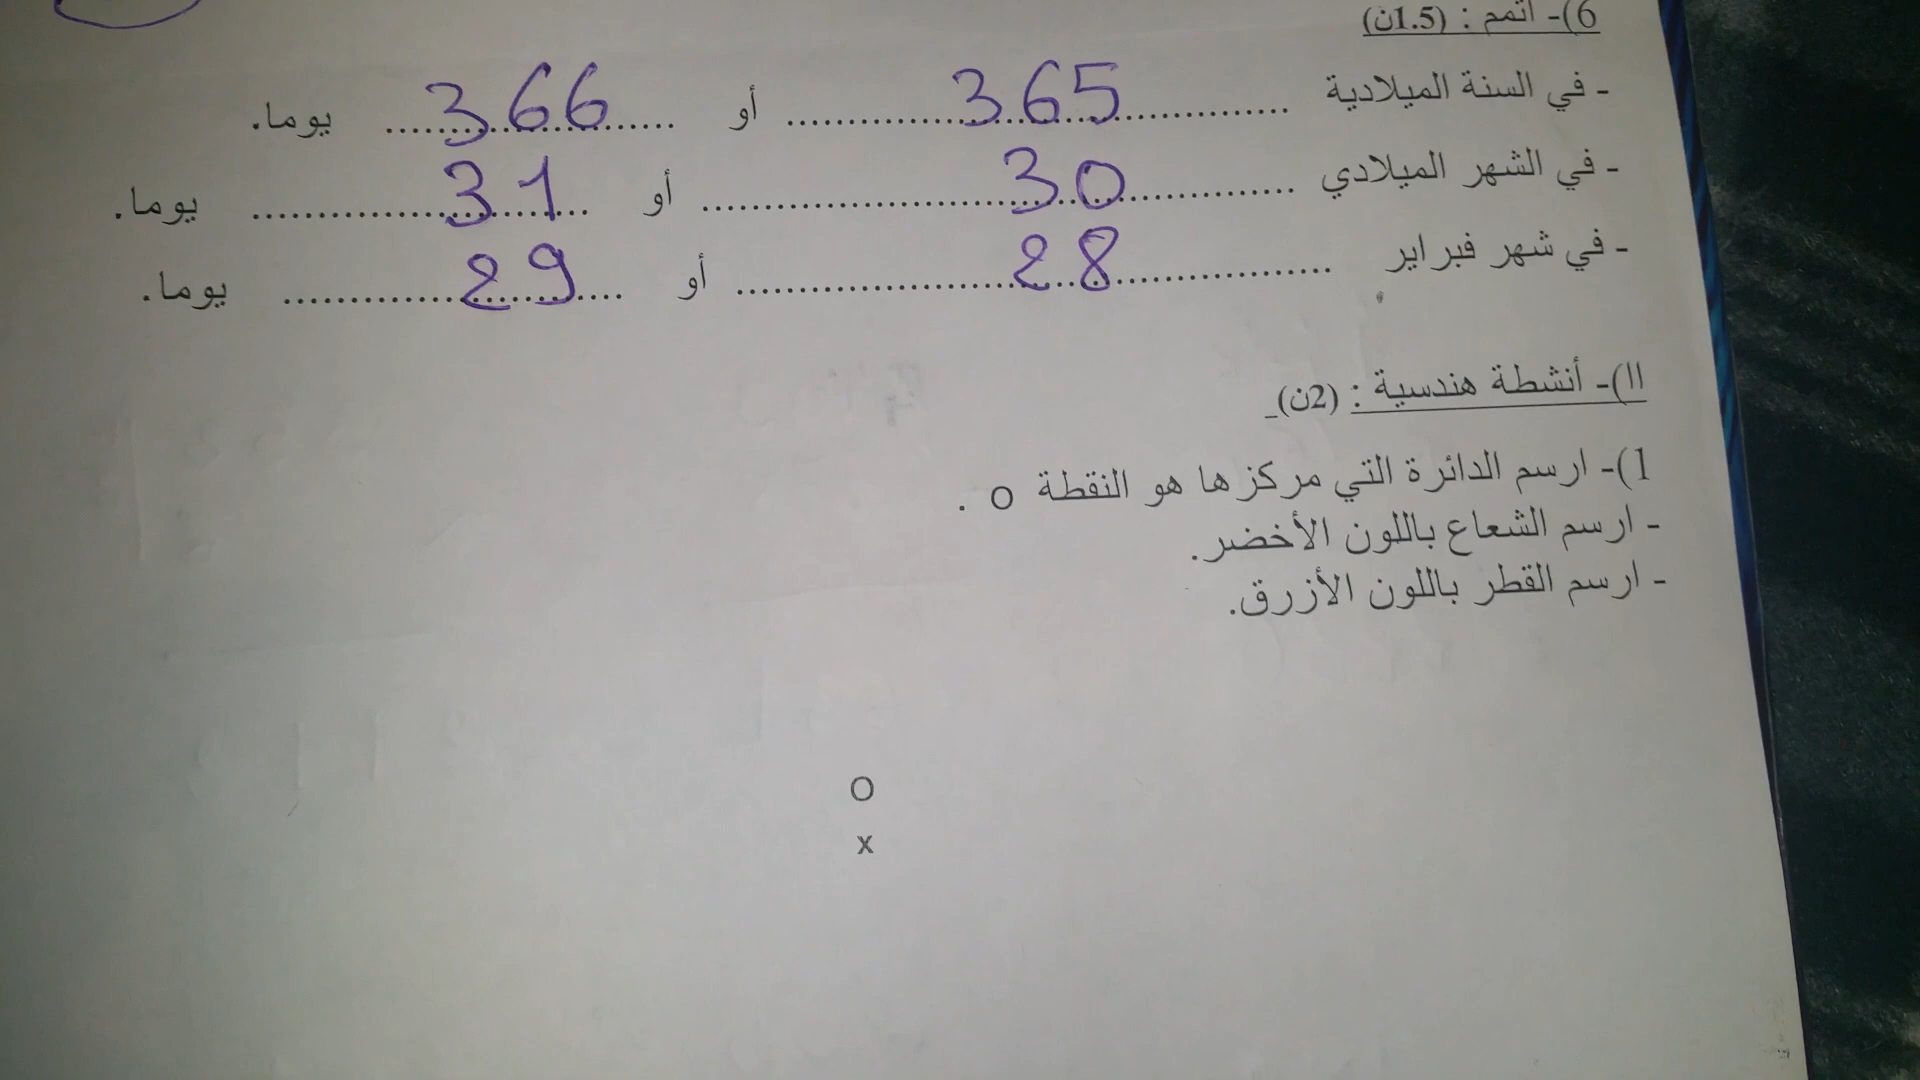 6)- أتمم : (1.5ن)
- في السنة الميلادية .......365....... أو .......366....... يوما.
- في الشهر الميلادي .......30....... أو .......31....... يوما.
- في شهر فبراير .......28....... أو .......29....... يوما.
II)- أنشطة هندسية : (2ن)
1)- ارسم الدائرة التي مركزها هو النقطة O .
- ارسم الشعاع باللون الأخضر.
- ارسم القطر باللون الأزرق.
O
x